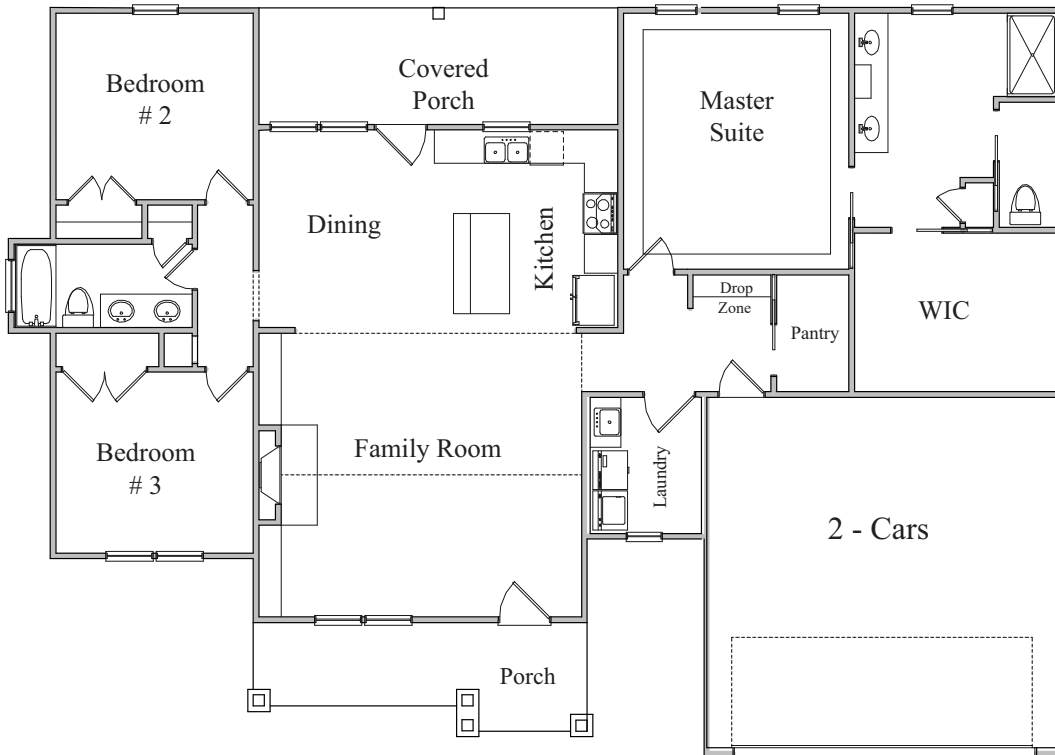 Bedroom
# 2
Covered
Porch
Master
Suite
Dining
Kitchen
Drop
Zone
Pantry
WIC
Bedroom
# 3
Family Room
Laundry
2 - Cars
Porch